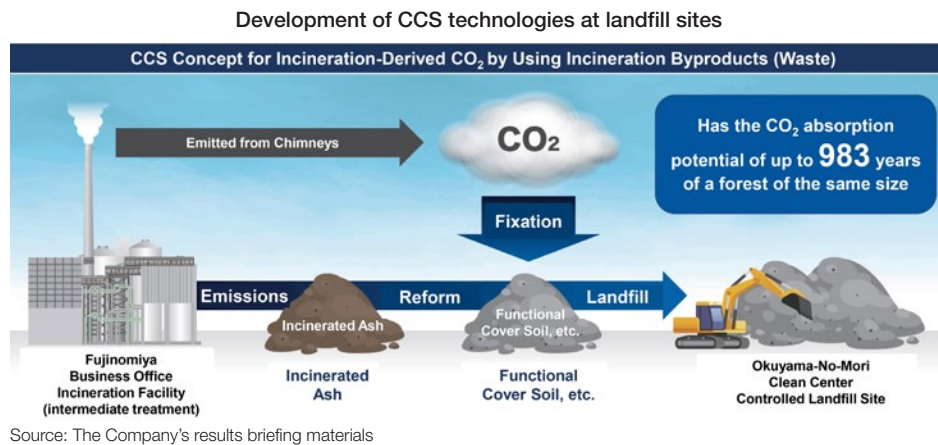 Development of CCS technologies at landfill sites
CCS Concept for Incineration-Derived CO₂ by Using Incineration Byproducts (Waste)
Emitted from Chimneys
CO₂
Has the CO₂ absorption
potential of up to 983 years
of a forest of the same size
Fixation
Emissions
Reform
Landfill
Incinerated Ash
Functional
Cover Soil, etc.
Fujinomiya
Business Office
Incineration Facility
(intermediate treatment)
Incinerated
Ash
Functional
Cover Soil, etc.
Okuyama-No-Mori
Clean Center
Controlled Landfill Site
Source: The Company's results briefing materials